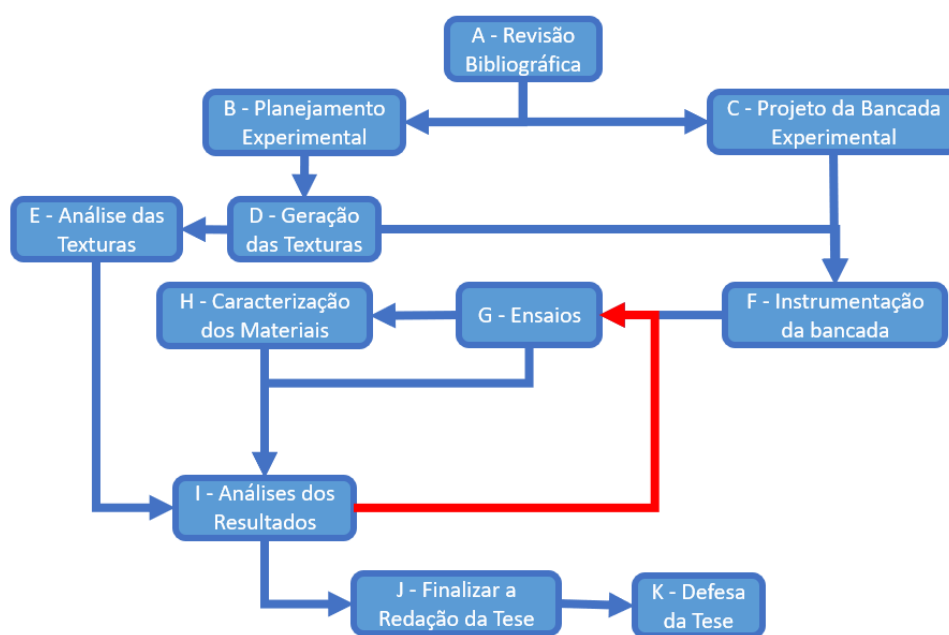 A - Revisão
Bibliográfica
B - Planejamento
Experimental
C - Projeto da Bancada
Experimental
E - Análise das
Texturas
D - Geração
das Texturas
H - Caracterização
dos Materiais
G - Ensaios
F - Instrumentação
da bancada
I - Análises dos
Resultados
J - Finalizar a
Redação da Tese
K - Defesa
da Tese